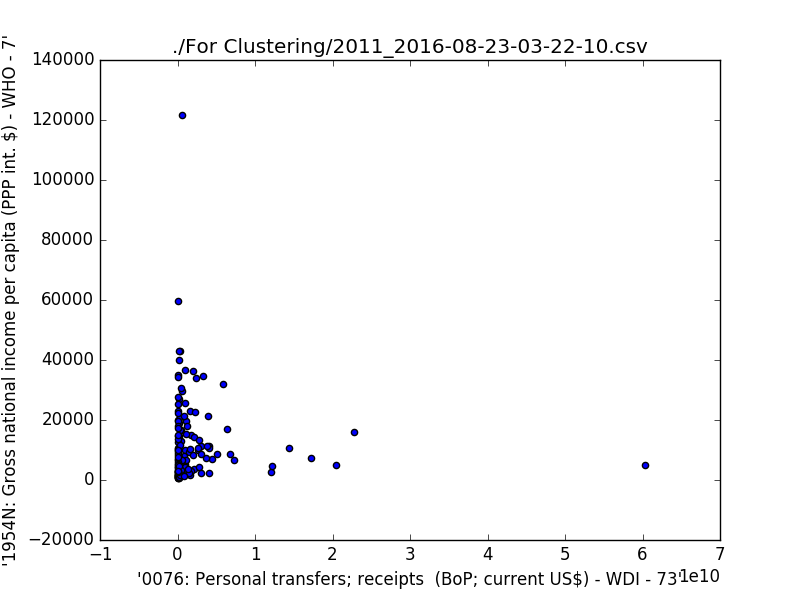 ./For Clustering/2011_2016-08-23-03-22-10.csv
'1954N: Gross national income per capita (PPP int. $) - WHO - 7'
140000
120000
100000
80000
60000
40000
20000
0
−20000
−1 0 1 2 3 4 5 6 7
1e10
'0076: Personal transfers; receipts  (BoP; current US$) - WDI - 73'